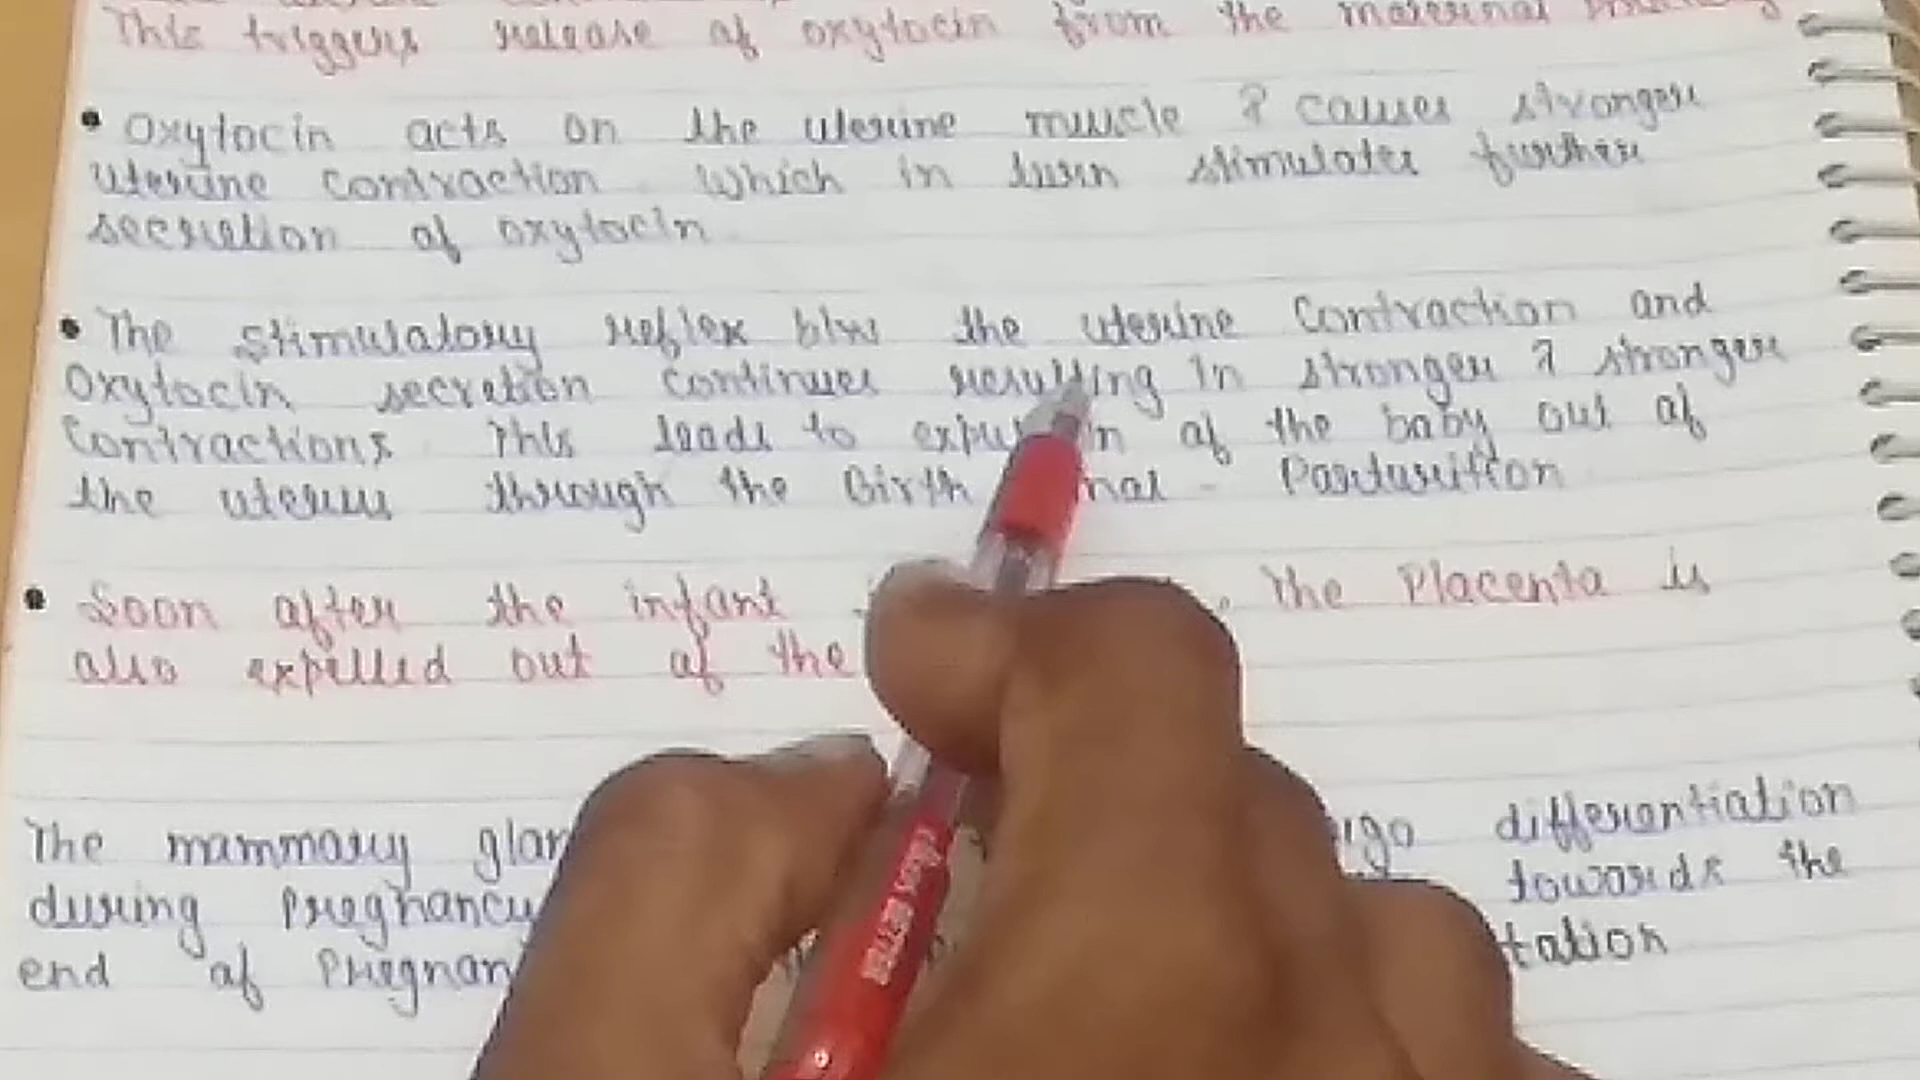 This triggers release of oxytocin from the maternal
• Oxytocin acts on the uterine muscle & causes stronger
uterine contraction. Which in turn stimulates further
secretion of oxytocin.
• The stimulatory reflex b/w the uterine Contraction and
Oxytocin secretion continues resulting in stronger & stronger
Contractions. This leads to of the baby out of
the uterus through the Birth - Parturition
• Soon after the infant The Placenta is
also expelled out of the
The mammary differentiation
during Pregnancy towards the
end of